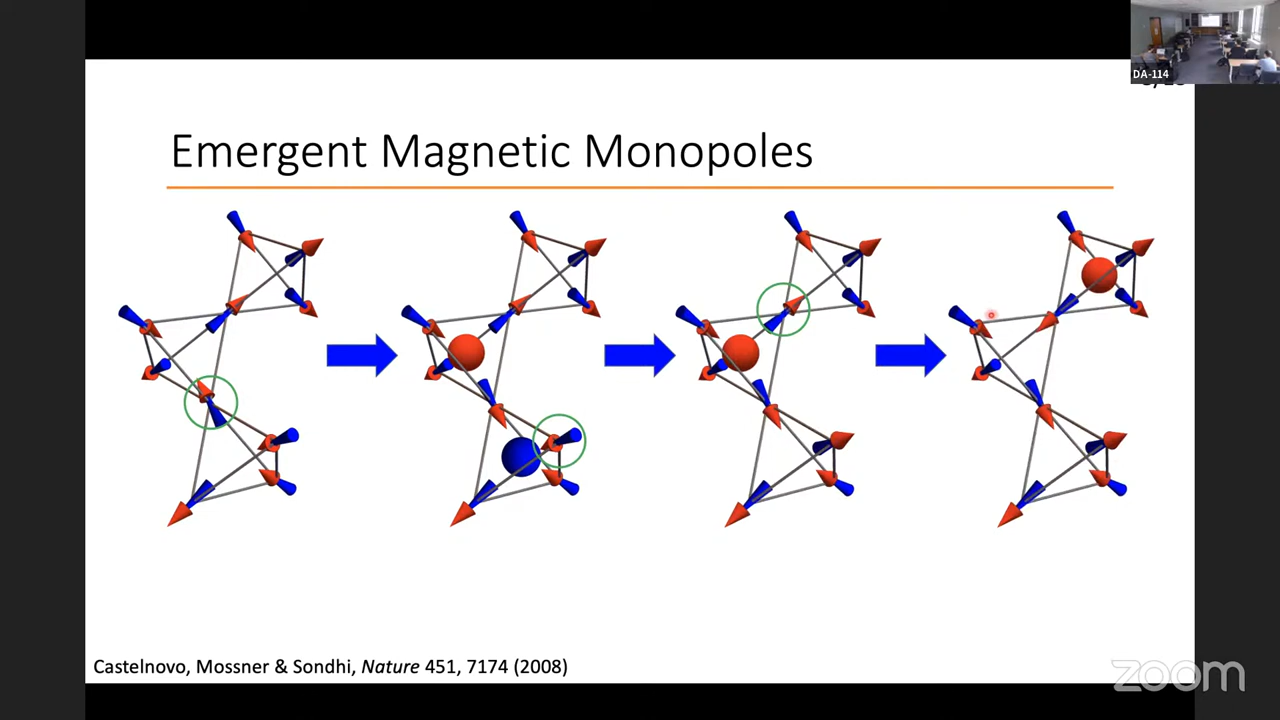 DA-114
Emergent Magnetic Monopoles
Castelnovo, Mossner & Sondhi, Nature 451, 7174 (2008)
zoom